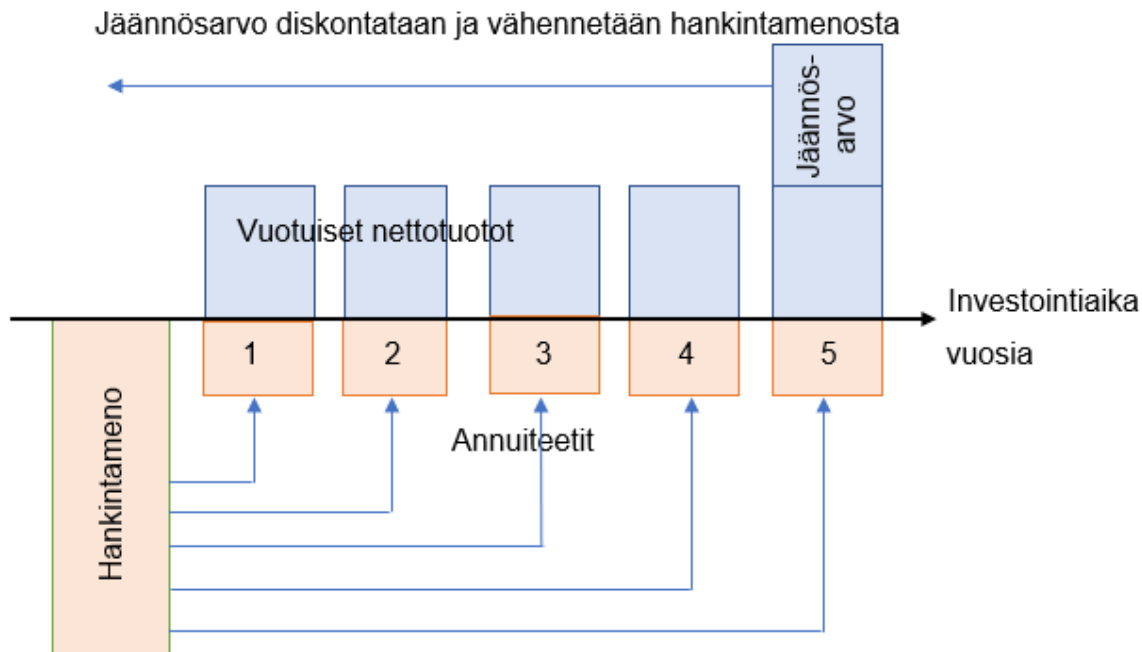 Jäännösarvo diskontataan ja vähennetään hankintamenosta
Jäännös-
arvo
Vuotuiset nettotuotot
Investointiaika
vuosia
1
2
3
4
5
Annuiteetit
Hankintameno